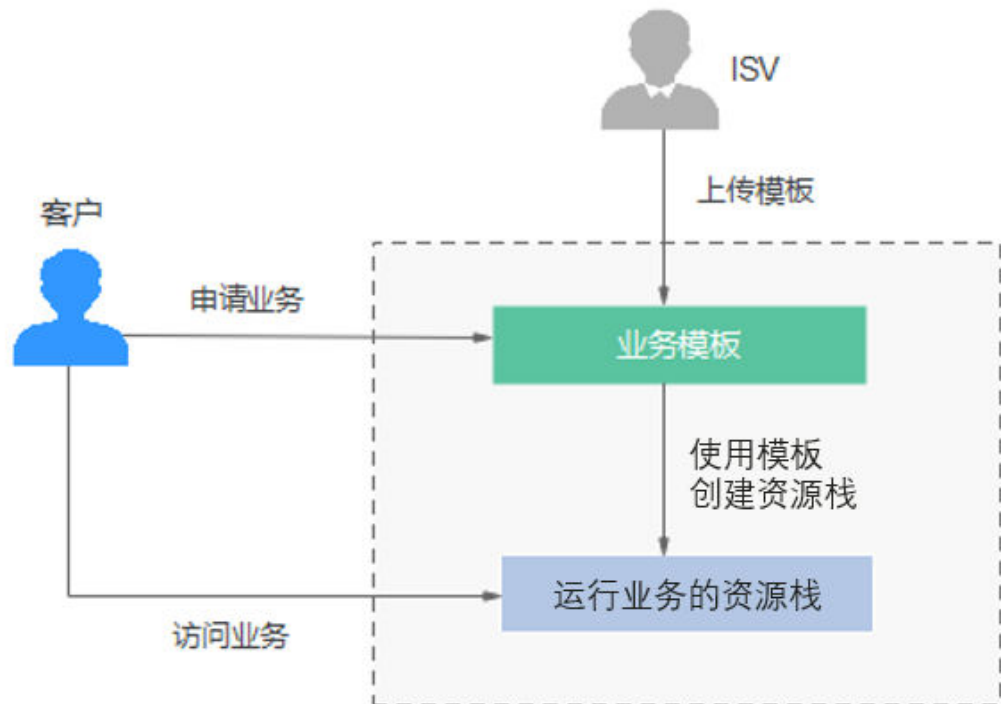 ISV
上传模板
客户
申请业务
业务模板
使用模板
创建资源栈
运行业务的资源栈
访问业务